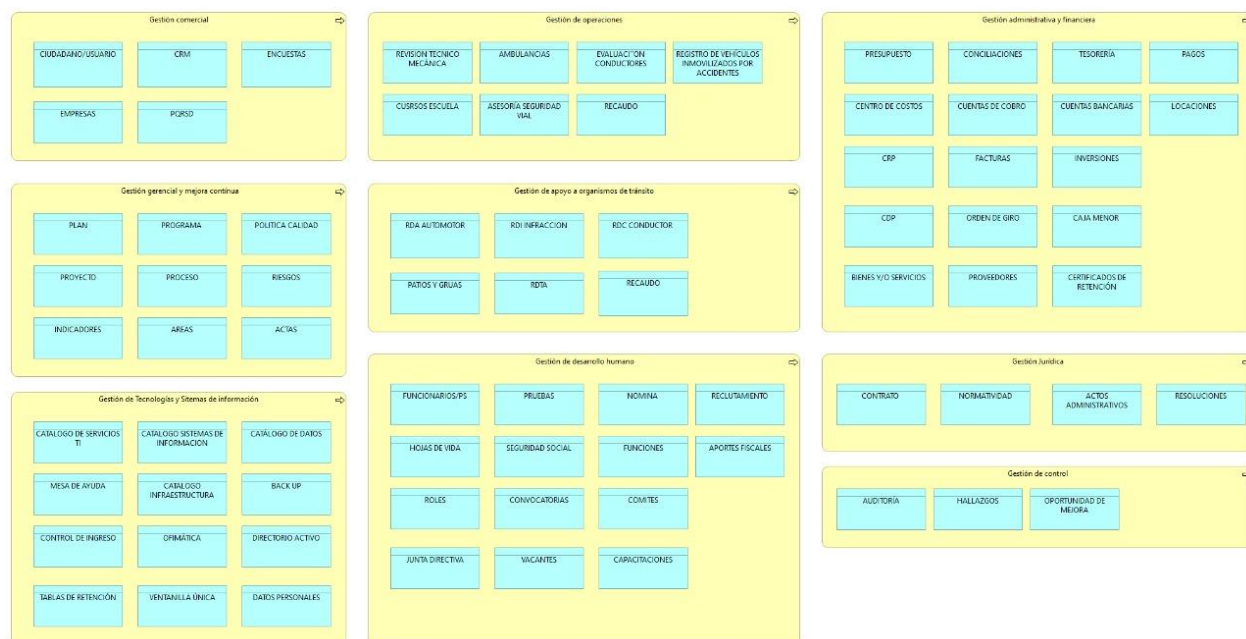 Gestión comercial
CIUDADANO/USUARIO
CRM
ENCUESTAS
EMPRESAS
PQRSD
Gestión de operaciones
REVISION TECNICO
MECÁNICA
AMBULANCIAS
EVALUACI"ON
CONDUCTORES
REGISTRO DE VEHÍCULOS
INMOVILIZADOS POR
ACCIDENTES
CUSRSOS ESCUELA
ASESORÍA SEGURIDAD
VIAL
RECAUDO
Gestión administrativa y financiera
PRESUPUESTO
CONCILIACIONES
TESORERÍA
PAGOS
CENTRO DE COSTOS
CUENTAS DE COBRO
CUENTAS BANCARIAS
LOCACIONES
CRP
FACTURAS
INVERSIONES
CDP
ORDEN DE GIRO
CAJA MENOR
BIENES Y/O SERVICIOS
PROVEEDORES
CERTIFICADOS DE
RETENCIÓN
Gestión gerencial y mejora contínua
PLAN
PROGRAMA
POLITICA CALIDAD
PROYECTO
PROCESO
RIESGOS
INDICADORES
AREAS
ACTAS
Gestión de apoyo a organismos de tránsito
RDA AUTOMOTOR
RDI INFRACCION
RDC CONDUCTOR
PATIOS Y GRUAS
RDTA
RECAUDO
Gestión de desarrollo humano
FUNCIONARIOS/PS
PRUEBAS
NOMINA
RECLUTAMIENTO
HOJAS DE VIDA
SEGURIDAD SOCIAL
FUNCIONES
APORTES FISCALES
ROLES
CONVOCATORIAS
COMITES
JUNTA DIRECTIVA
VACANTES
CAPACITACIONES
Gestión Jurídica
CONTRATO
NORMATIVIDAD
ACTOS
ADMINISTRATIVOS
RESOLUCIONES
Gestión de Tecnologías y Sitemas de información
CATALOGO DE SERVICIOS
TI
CATALOGO SISTEMAS DE
INFORMACION
CATÁLOGO DE DATOS
MESA DE AYUDA
CATALOGO
INFRAESTRUCTURA
BACK UP
CONTROL DE INGRESO
OFIMÁTICA
DIRECTORIO ACTIVO
TABLAS DE RETENCIÓN
VENTANILLA ÚNICA
DATOS PERSONALES
Gestión de control
AUDITORÍA
HALLAZGOS
OPORTUNIDAD DE
MEJORA